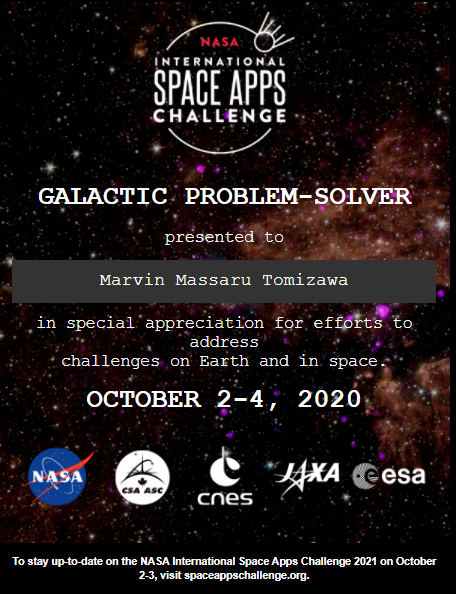 NASA
INTERNATIONAL
SPACE APPS
CHALLENGE
GALACTIC PROBLEM-SOLVER
presented to
Marvin Massaru Tomizawa
in special appreciation for efforts to
address
challenges on Earth and in space.
OCTOBER 2-4, 2020
NASA
CSA ASC
cnes
JAXA
esa
To stay up-to-date on the NASA International Space Apps Challenge 2021 on October
2-3, visit spaceappschallenge.org.